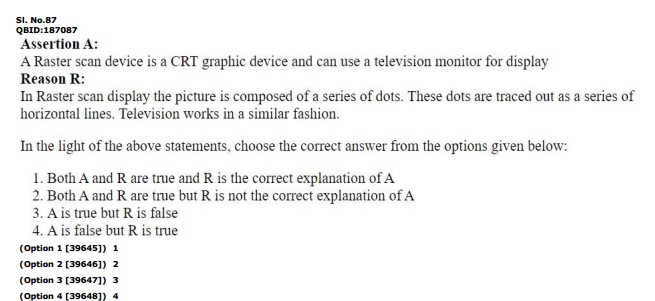 Sl. No.87
QBID:187087
Assertion A:
A Raster scan device is a CRT graphic device and can use a television monitor for display
Reason R:
In Raster scan display the picture is composed of a series of dots. These dots are traced out as a series of
horizontal lines. Television works in a similar fashion.
In the light of the above statements, choose the correct answer from the options given below:
1. Both A and R are true and R is the correct explanation of A
2. Both A and R are true but R is not the correct explanation of A
3. A is true but R is false
4. A is false but R is true
(Option 1 [39645]) 1
(Option 2 [39646]) 2
(Option 3 [39647]) 3
(Option 4 [39648]) 4